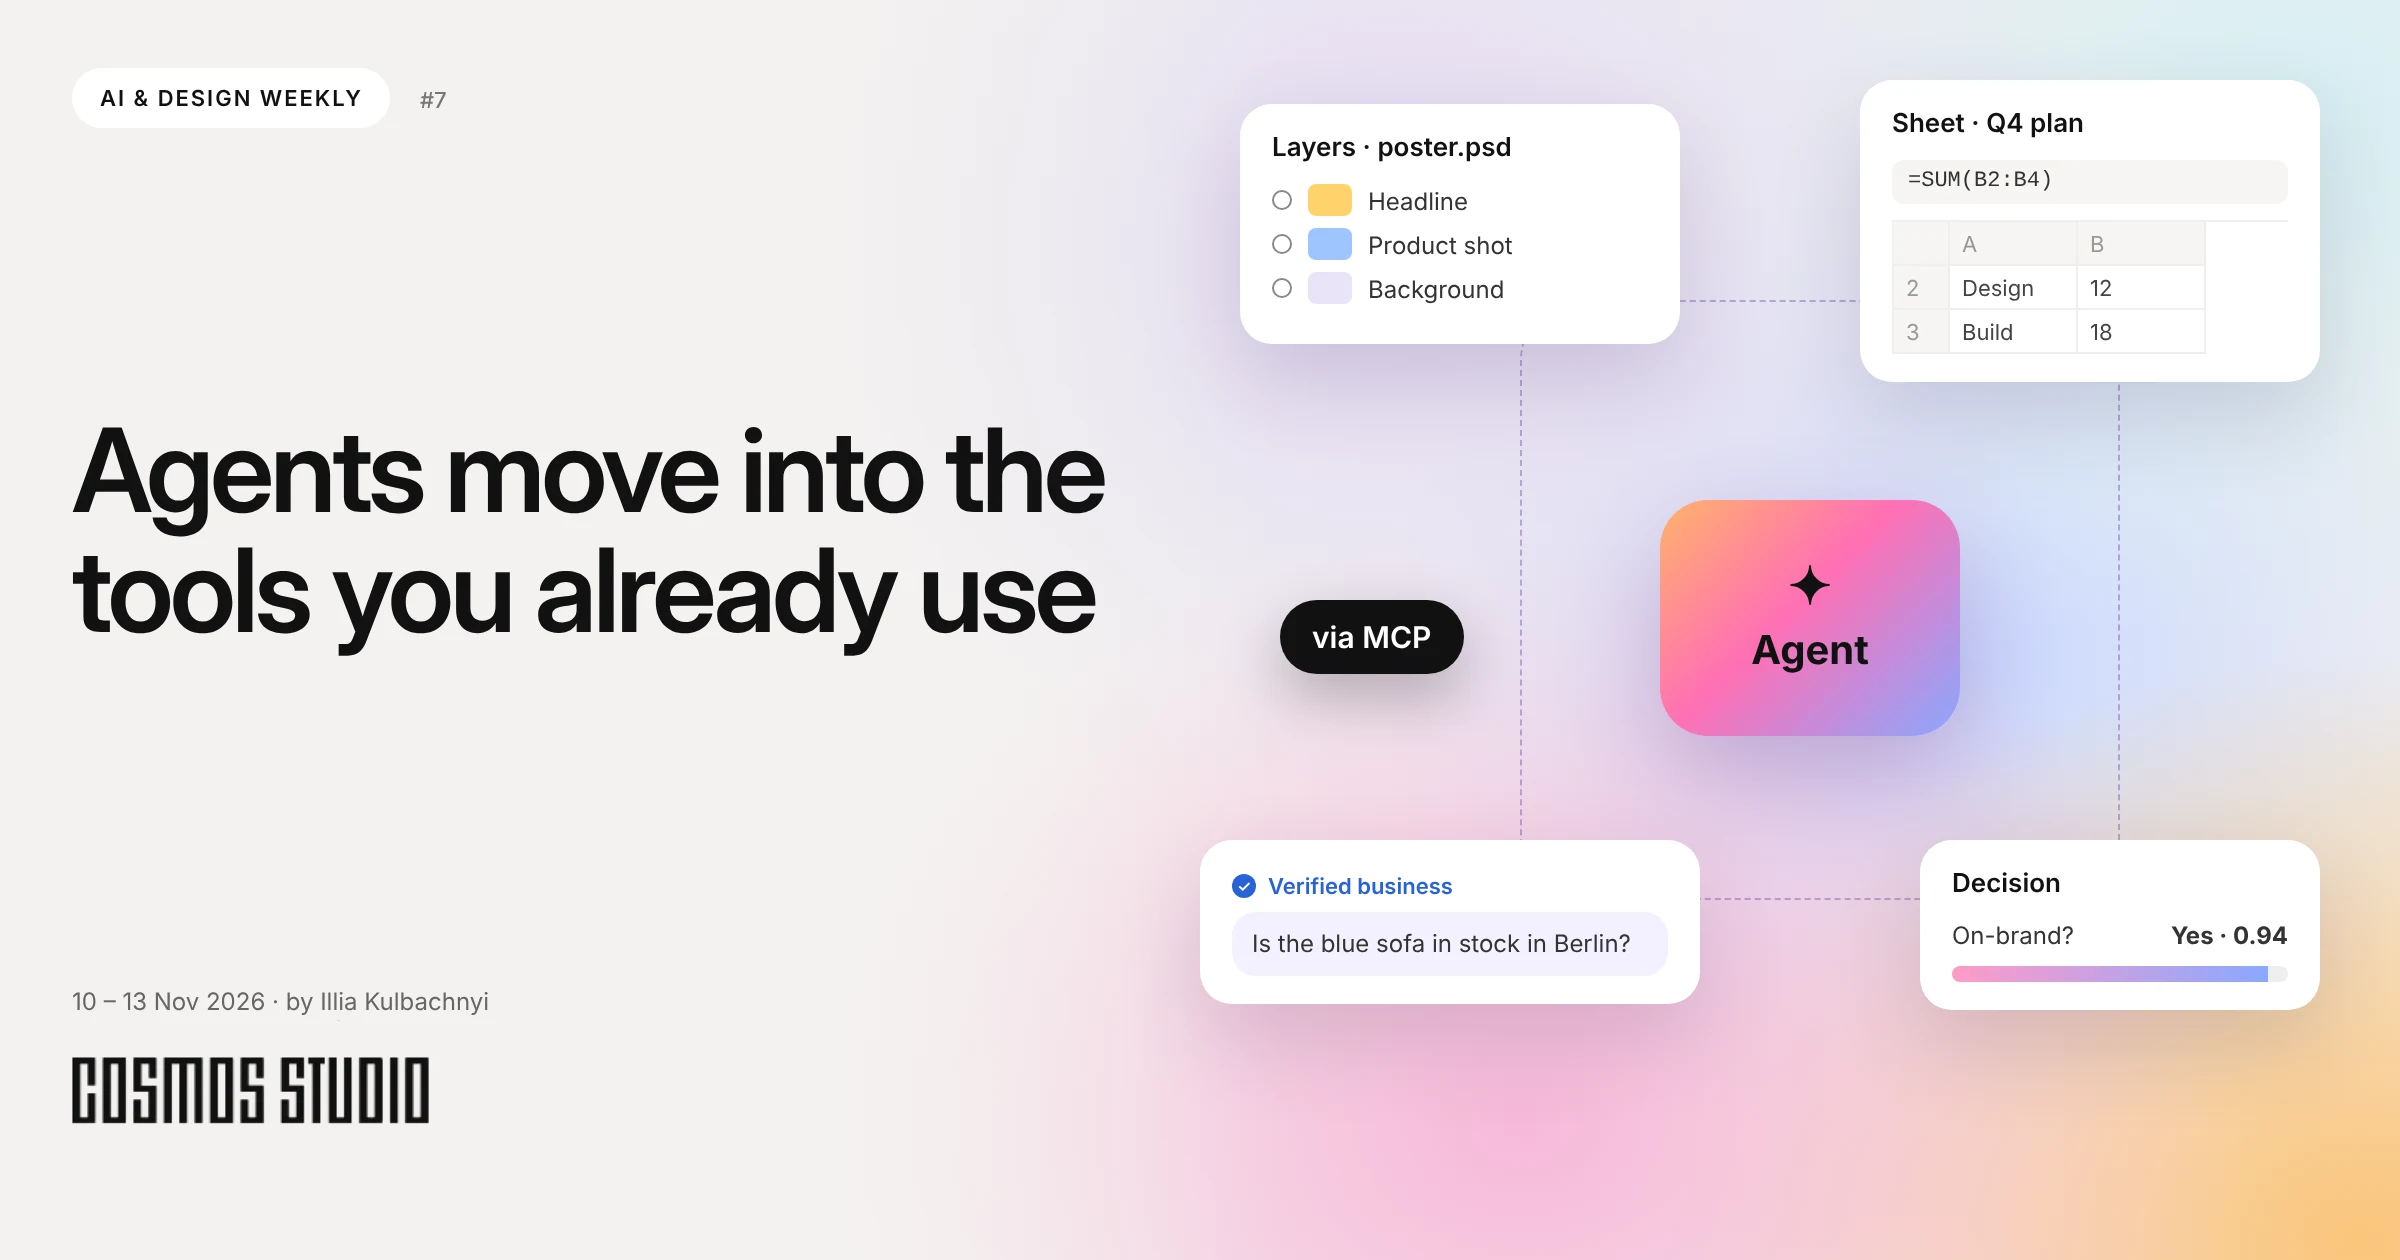 AI & DESIGN WEEKLY
#7
Agents move into the
tools you already use
10 – 13 Nov 2026 · by Illia Kulbachnyi
COSMOS STUDIO
Layers · poster.psd
Headline
Product shot
Background
Sheet · Q4 plan
=SUM(B2:B4)
A B
2 Design 12
3 Build 18
via MCP
Agent
Verified business
Is the blue sofa in stock in Berlin?
Decision
On-brand? Yes · 0.94